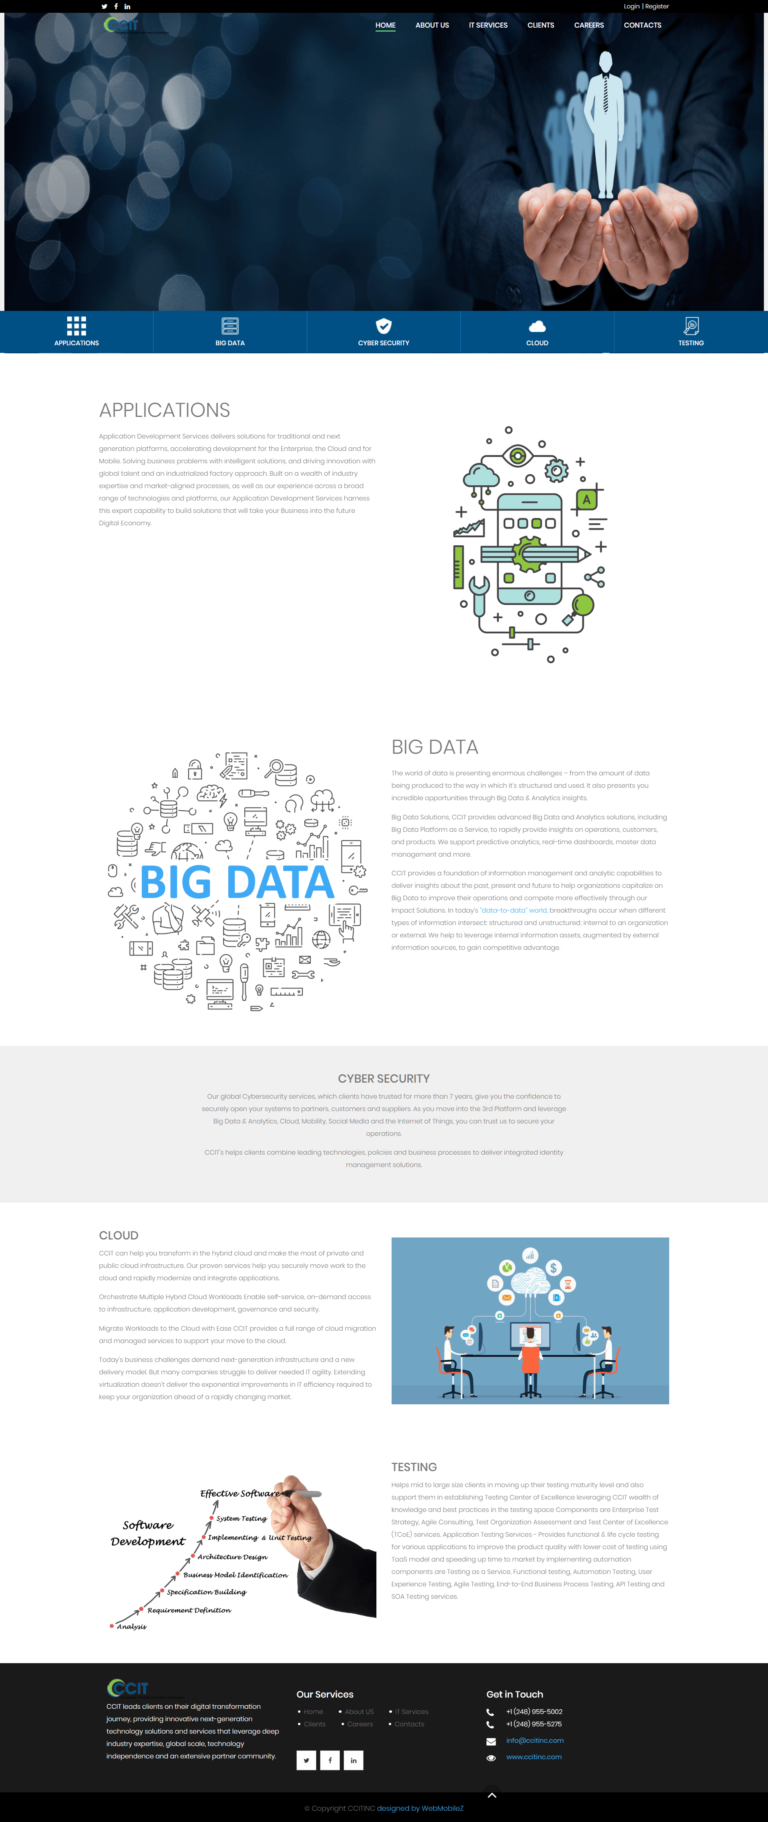 Login | Register
CCIT
HOME ABOUT US IT SERVICES CLIENTS CAREERS CONTACTS
APPLICATIONS BIG DATA CYBER SECURITY CLOUD TESTING
APPLICATIONS
Application Development Services delivers solutions for traditional and next
generation platforms, accelerating development for the Enterprise, the Cloud and for
Mobile. Solving business problems with intelligent solutions, and driving innovation with
global talent and an industrialized factory approach. Built on a wealth of industry
expertise and market-aligned processes, as well as our experience across a broad
range of technologies and platforms, our Application Development Services harness
this expert capability to build solutions that will take your Business into the future
Digital Economy.
A
BIG DATA
BIG DATA
The world of data is presenting enormous challenges – from the amount of data
being produced to the way in which it's structured and used. It also presents you
incredible opportunities through Big Data & Analytics insights.
Big Data Solutions, CCIT provides advanced Big Data and Analytics solutions, including
Big Data Platform as a Service, to rapidly provide insights on operations, customers,
and products. We support predictive analytics, real-time dashboards, master data
management and more.
CCIT provides a foundation of information management and analytic capabilities to
deliver insights about the past, present and future to help organizations capitalize on
Big Data to improve their operations and compete more effectively through our
Impact Solutions. In today's "data-to-data" world, breakthroughs occur when different
types of information intersect: structured and unstructured; internal to an organization
or external. We help to leverage internal information assets, augmented by external
information sources, to gain competitive advantage.
CYBER SECURITY
Our global Cybersecurity services, which clients have trusted for more than 7 years, give you the confidence to
securely open your systems to partners, customers and suppliers. As you move into the 3rd Platform and leverage
Big Data & Analytics, Cloud, Mobility, Social Media and the Internet of Things, you can trust us to secure your
operations.
CCIT's helps clients combine leading technologies, policies and business processes to deliver integrated identity
management solutions.
CLOUD
CCIT can help you transform in the hybrid cloud and make the most of private and
public cloud infrastructure. Our proven services help you securely move work to the
cloud and rapidly modernize and integrate applications.
Orchestrate Multiple Hybrid Cloud Workloads Enable self-service, on-demand access
to infrastructure, application development, governance and security.
Migrate Workloads to the Cloud with Ease CCIT provides a full range of cloud migration
and managed services to support your move to the cloud.
Today's business challenges demand next-generation infrastructure and a new
delivery model. But many companies struggle to deliver needed IT agility. Extending
virtualization doesn't deliver the exponential improvements in IT efficiency required to
keep your organization ahead of a rapidly changing market.
$
Effective Software
System Testing
Software
Development
Implementing & Unit Testing
Architecture Design
Business Model Identification
Specification Building
Requirement Definition
Analysis
TESTING
Helps mid to large size clients in moving up their testing maturity level and also
support them in establishing Testing Center of Excellence leveraging CCIT wealth of
knowledge and best practices in the testing space Components are Enterprise Test
Strategy, Agile Consulting, Test Organization Assessment and Test Center of Excellence
(TCoE) services. Application Testing Services - Provides functional & life cycle testing
for various applications to improve the product quality with lower cost of testing using
TaaS model and speeding up time to market by implementing automation
components are Testing as a Service, Functional testing, Automation Testing, User
Experience Testing, Agile Testing, End-to-End Business Process Testing, API Testing and
SOA Testing services.
CCIT
CCIT leads clients on their digital transformation
journey, providing innovative next-generation
technology solutions and services that leverage deep
industry expertise, global scale, technology
independence and an extensive partner community.
Our Services
Home About US IT Services
Clients Careers Contacts
Get in Touch
+1 (248) 955-5002
+1 (248) 955-5275
info@ccitinc.com
www.ccitinc.com
© Copyright CCITINC designed by WebMobileZ